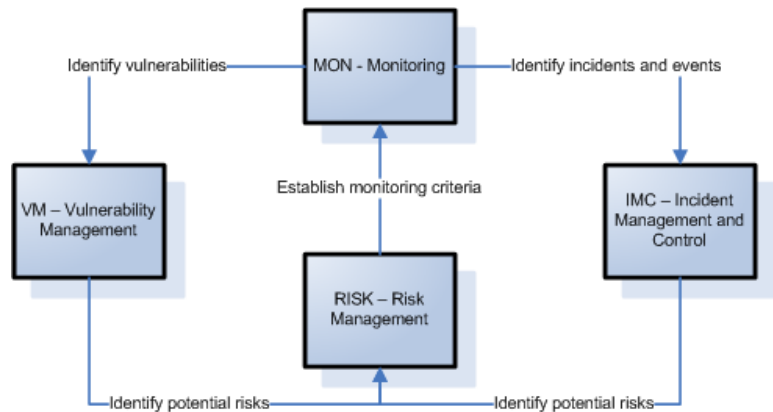 Identify vulnerabilities
MON - Monitoring
Identify incidents and events
VM – Vulnerability
Management
Establish monitoring criteria
IMC – Incident
Management and
Control
RISK – Risk
Management
Identify potential risks
Identify potential risks